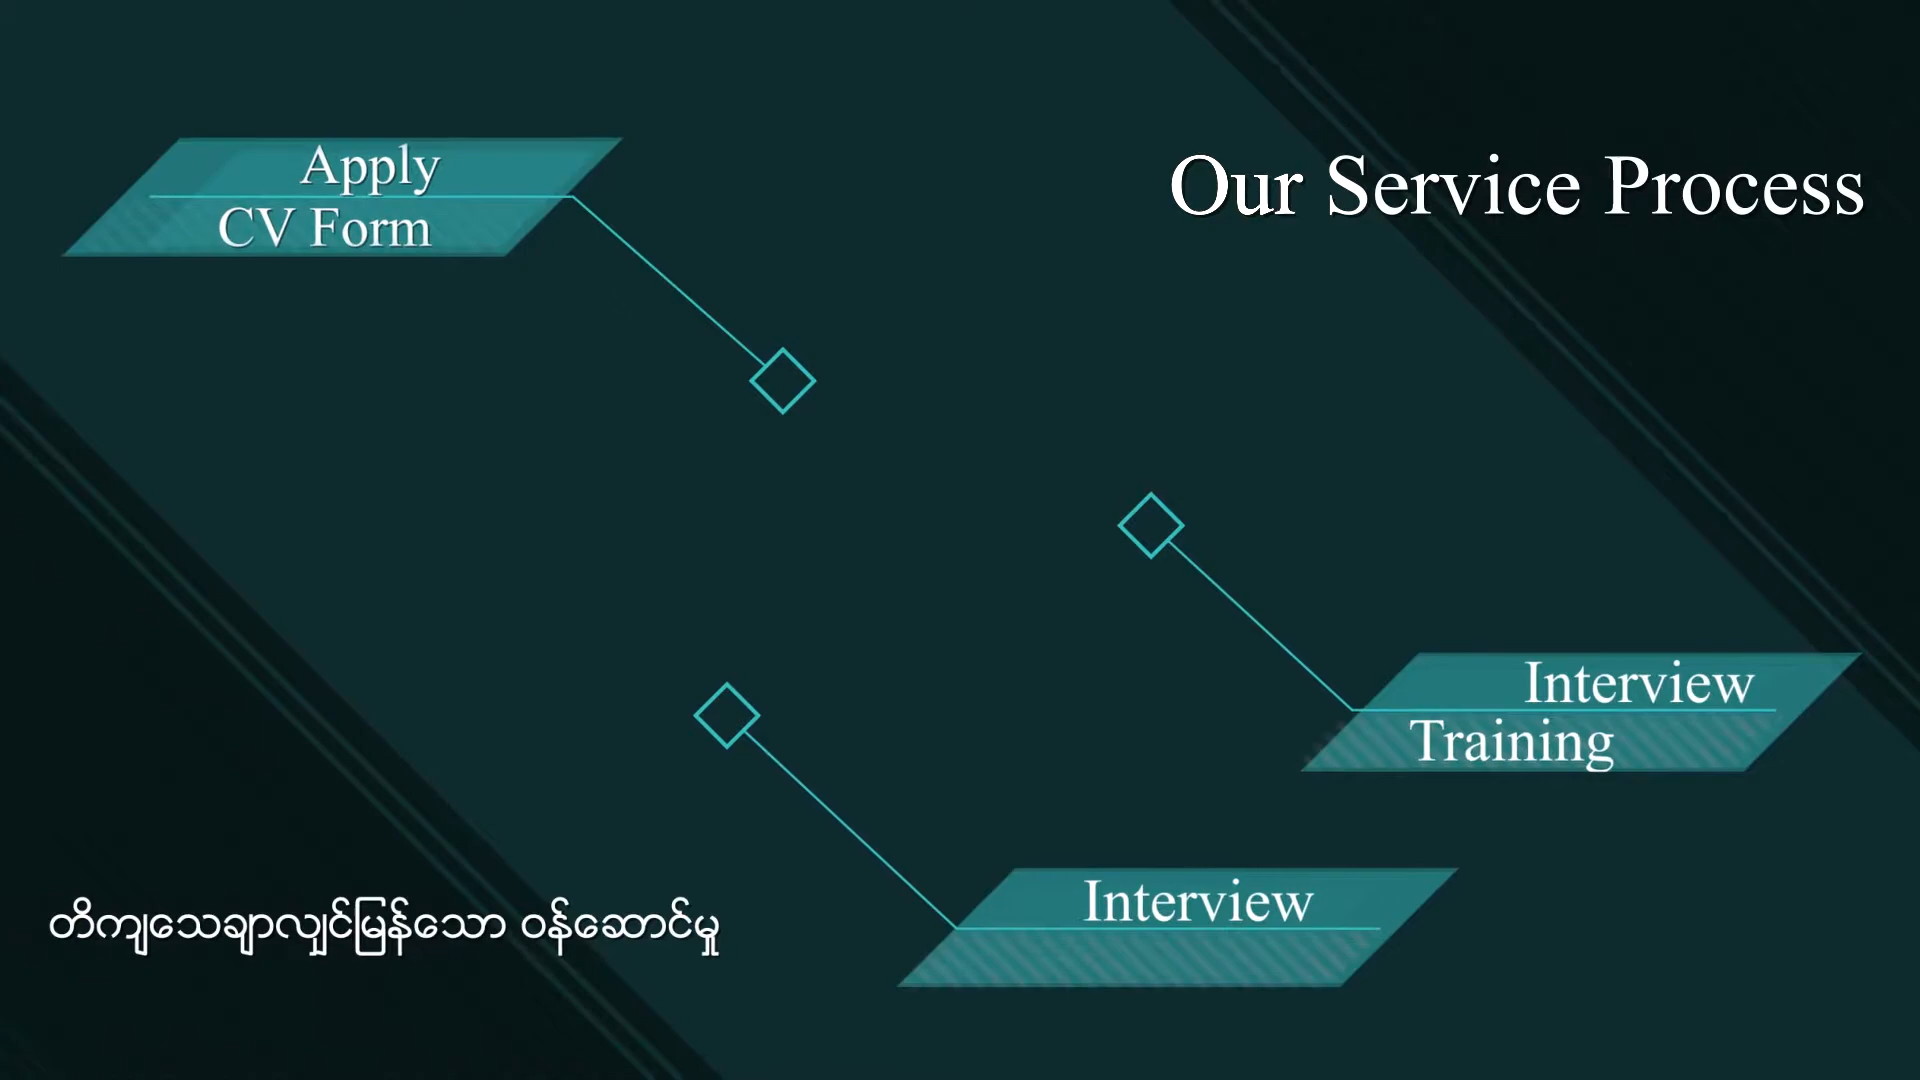 Our Service Process
Apply
CV Form
Interview
Training
Interview
တိကျသေချာလျှင်မြန်သော ဝန်ဆောင်မှု